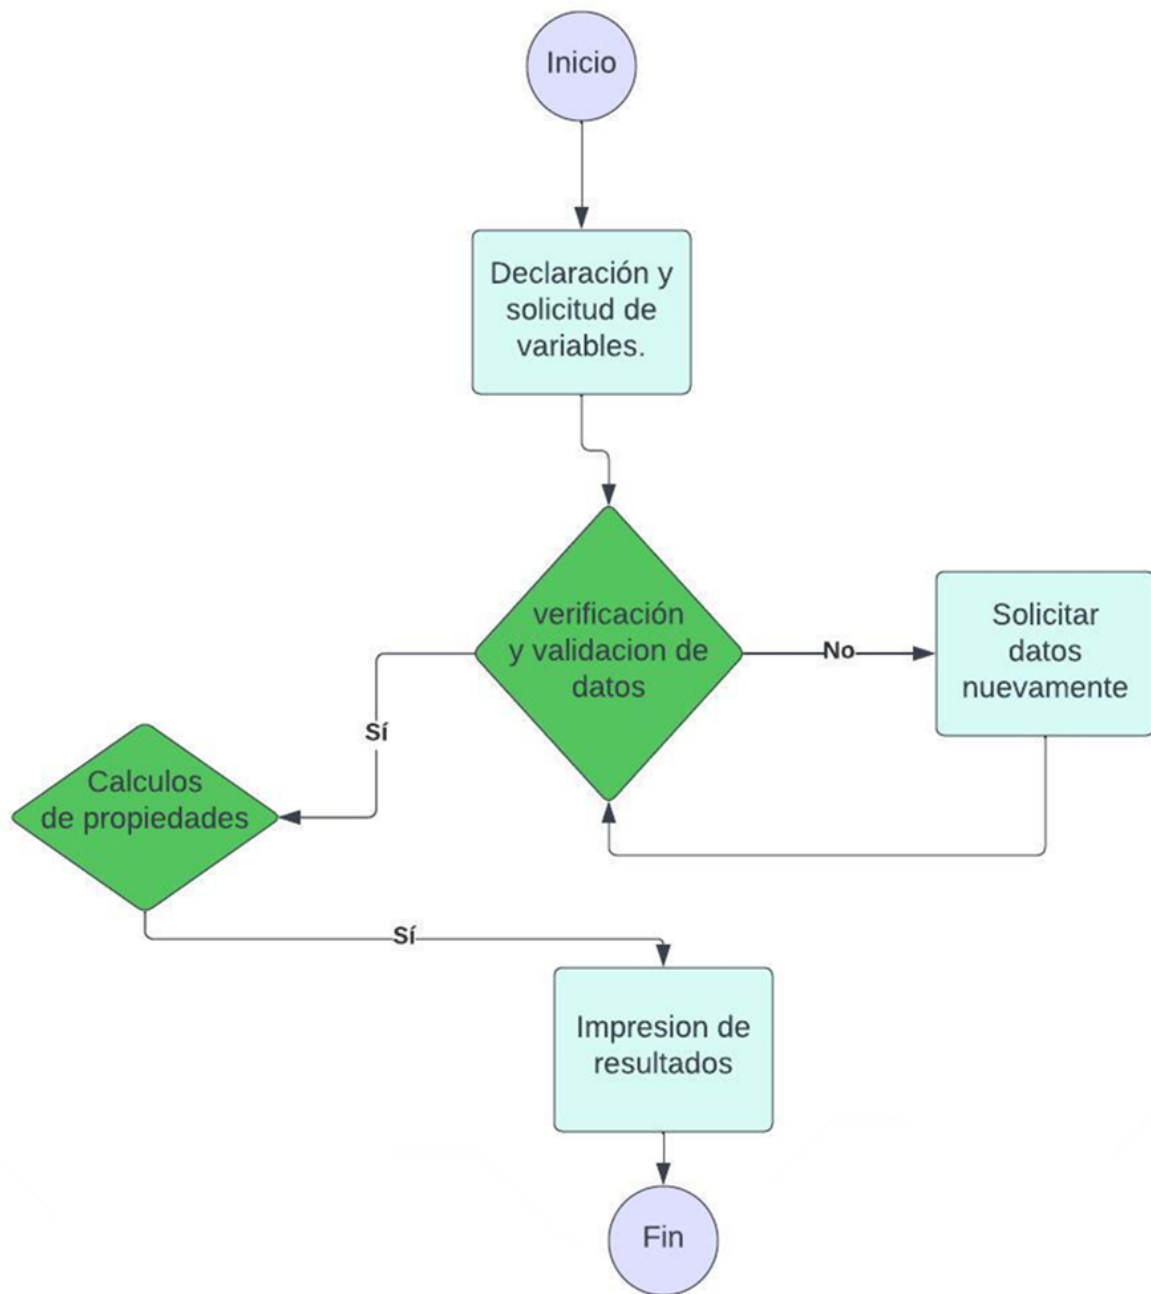 Inicio
Declaración y
solicitud de
variables.
verificación
y validacion de
datos
No
Solicitar
datos
nuevamente
Sí
Calculos
de propiedades
Sí
Impresion de
resultados
Fin